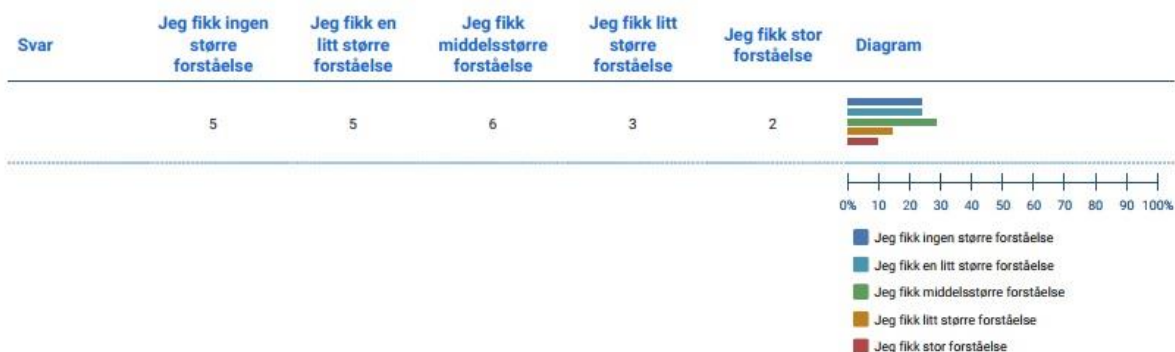 Svar
Jeg fikk ingen
større
forståelse
Jeg fikk en
litt større
forståelse
Jeg fikk
middelsstørre
forståelse
Jeg fikk litt
større
forståelse
Jeg fikk stor
forståelse
Diagram
5 5 6 3 2
0% 10 20 30 40 50 60 70 80 90 100%
Jeg fikk ingen større forståelse
Jeg fikk en litt større forståelse
Jeg fikk middelsstørre forståelse
Jeg fikk litt større forståelse
Jeg fikk stor forståelse